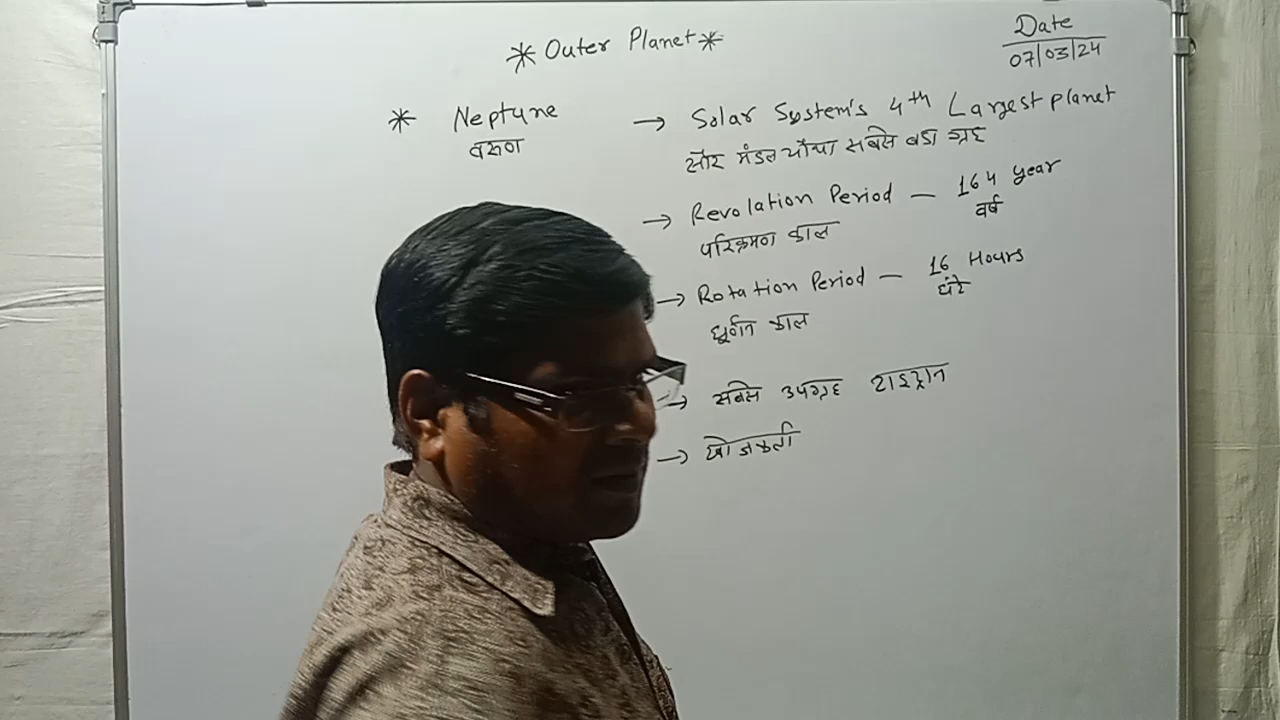 * Outer Planet *
Date
07/03/24
* Neptune → Solar System's 4th Largest planet
वरुण
सौर मंडल चौथा सबसे बडा ग्रह
→ Revolation Period — 164 year
परिक्रमण काल वर्ष
→ Rotation Period — 16 Hours
घुर्णन काल घंटे
→ सबसे उपग्रह टाइट्रान
→ खोजकर्ता